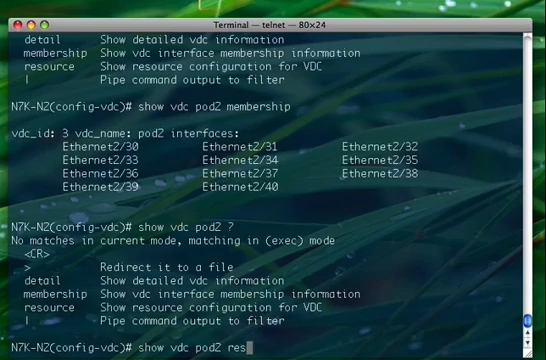 Terminal — telnet — 80×24
detail Show detailed vdc information
membership Show vdc interface membership information
resource Show resource configuration for VDC
| Pipe command output to filter
N7K-N2(config-vdc)# show vdc pod2 membership
vdc_id: 3 vdc_name: pod2 interfaces:
Ethernet2/30 Ethernet2/31 Ethernet2/32
Ethernet2/33 Ethernet2/34 Ethernet2/35
Ethernet2/36 Ethernet2/37 Ethernet2/38
Ethernet2/39 Ethernet2/40
N7K-N2(config-vdc)# show vdc pod2 ?
No matches in current mode, matching in (exec) mode
<CR>
> Redirect it to a file
detail Show detailed vdc information
membership Show vdc interface membership information
resource Show resource configuration for VDC
| Pipe command output to filter
N7K-N2(config-vdc)# show vdc pod2 res